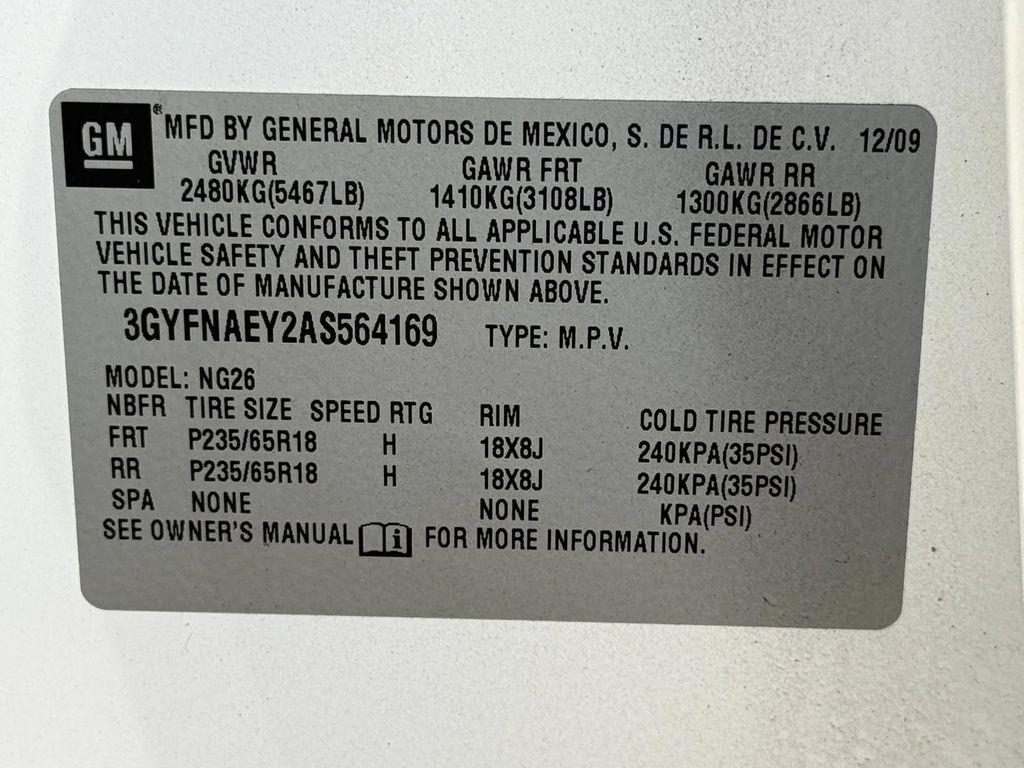 GM ® MFD BY GENERAL MOTORS DE MEXICO, S. DE R.L. DE C.V. 12/09
GVWR GAWR FRT GAWR RR
2480KG(5467LB) 1410KG(3108LB) 1300KG(2866LB)
THIS VEHICLE CONFORMS TO ALL APPLICABLE U.S. FEDERAL MOTOR
VEHICLE SAFETY AND THEFT PREVENTION STANDARDS IN EFFECT ON
THE DATE OF MANUFACTURE SHOWN ABOVE.
3GYFNAEY2AS564169 TYPE: M.P.V.
MODEL: NG26
NBFR TIRE SIZE SPEED RTG RIM COLD TIRE PRESSURE
FRT P235/65R18 H 18X8J 240KPA(35PSI)
RR P235/65R18 H 18X8J 240KPA(35PSI)
SPA NONE NONE KPA(PSI)
SEE OWNER'S MANUAL i FOR MORE INFORMATION.